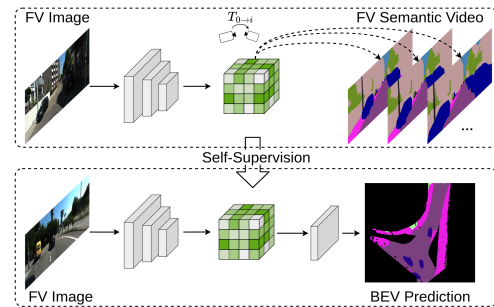 FV Image
T0→i
FV Semantic Video
...
Self-Supervision
FV Image
BEV Prediction